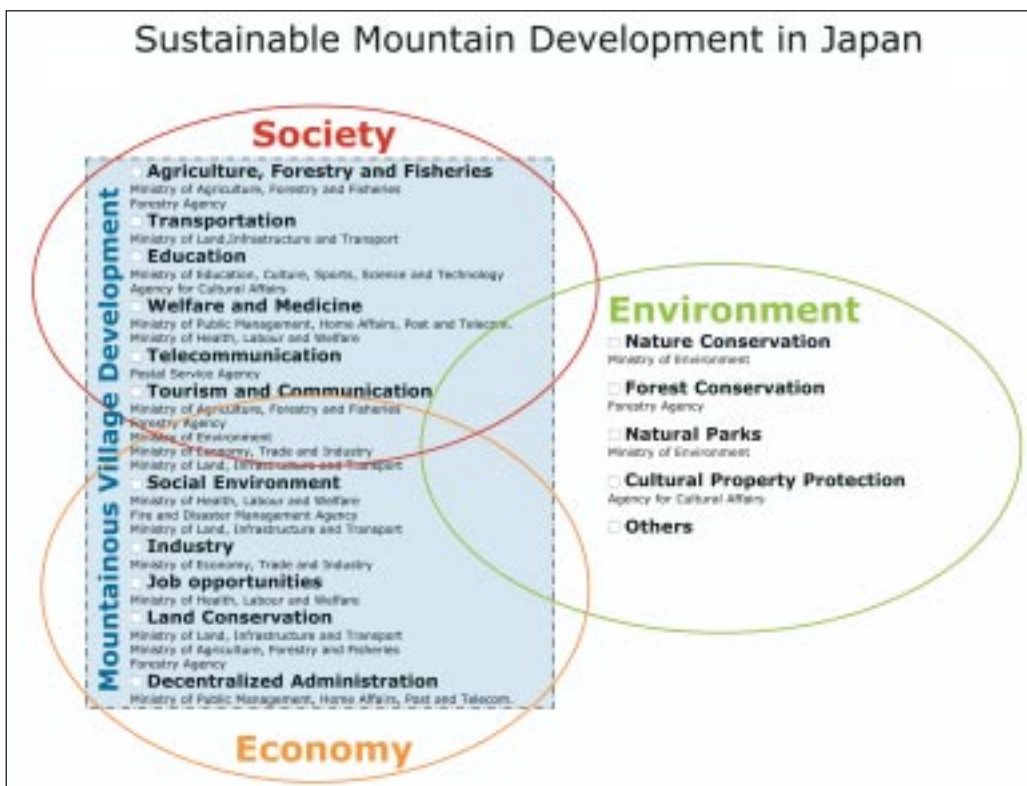 Sustainable Mountain Development in Japan
Society
Mountainous Village Development
Agriculture, Forestry and Fisheries
Ministry of Agriculture, Forestry and Fisheries
Forestry Agency
Transportation
Ministry of Land,Infrastructure and Transport
Education
Ministry of Education, Culture, Sports, Science and Technology
Agency for Cultural Affairs
Welfare and Medicine
Ministry of Public Management, Home Affairs, Post and Telecom.
Ministry of Health, Labour and Welfare
Telecommunication
Postal Service Agency
Tourism and Communication
Ministry of Agriculture, Forestry and Fisheries
Forestry Agency
Ministry of Environment
Ministry of Economy, Trade and Industry
Ministry of Land, Infrastructure and Transport
Social Environment
Ministry of Health, Labour and Welfare
Fire and Disaster Management Agency
Ministry of Land, Infrastructure and Transport
Industry
Ministry of Economy, Trade and Industry
Job opportunities
Ministry of Health, Labour and Welfare
Land Conservation
Ministry of Land, Infrastructure and Transport
Ministry of Agriculture, Forestry and Fisheries
Forestry Agency
Decentralized Administration
Ministry of Public Management, Home Affairs, Post and Telecom.
Economy
Environment
Nature Conservation
Ministry of Environment
Forest Conservation
Forestry Agency
Natural Parks
Ministry of Environment
Cultural Property Protection
Agency for Cultural Affairs
Others